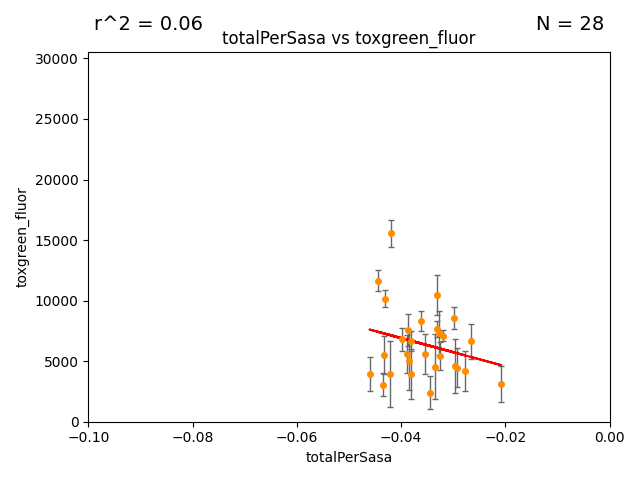 r^2 = 0.06
N = 28
totalPerSasa vs toxgreen_fluor
30000
25000
20000
15000
10000
5000
0
toxgreen_fluor
−0.10
−0.08
−0.06
−0.04
−0.02
0.00
totalPerSasa